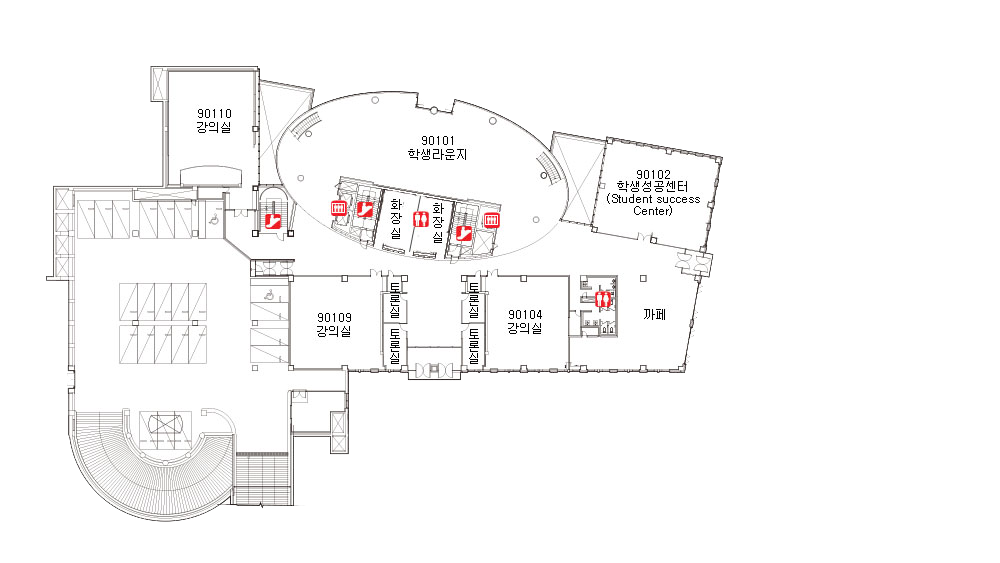 90110
강의실
90101
학생라운지
90102
학생성공센터
(Student success
Center)
화장실
화장실
토론실
토론실
90109
강의실
90104
강의실
까페
토론실
토론실